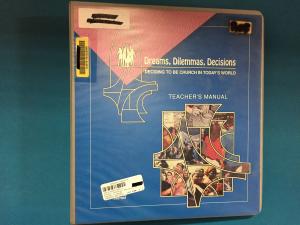 Dreams, Dilemmas, Decisions
DECIDING TO BE CHURCH IN TODAY'S WORLD
TEACHER'S MANUAL